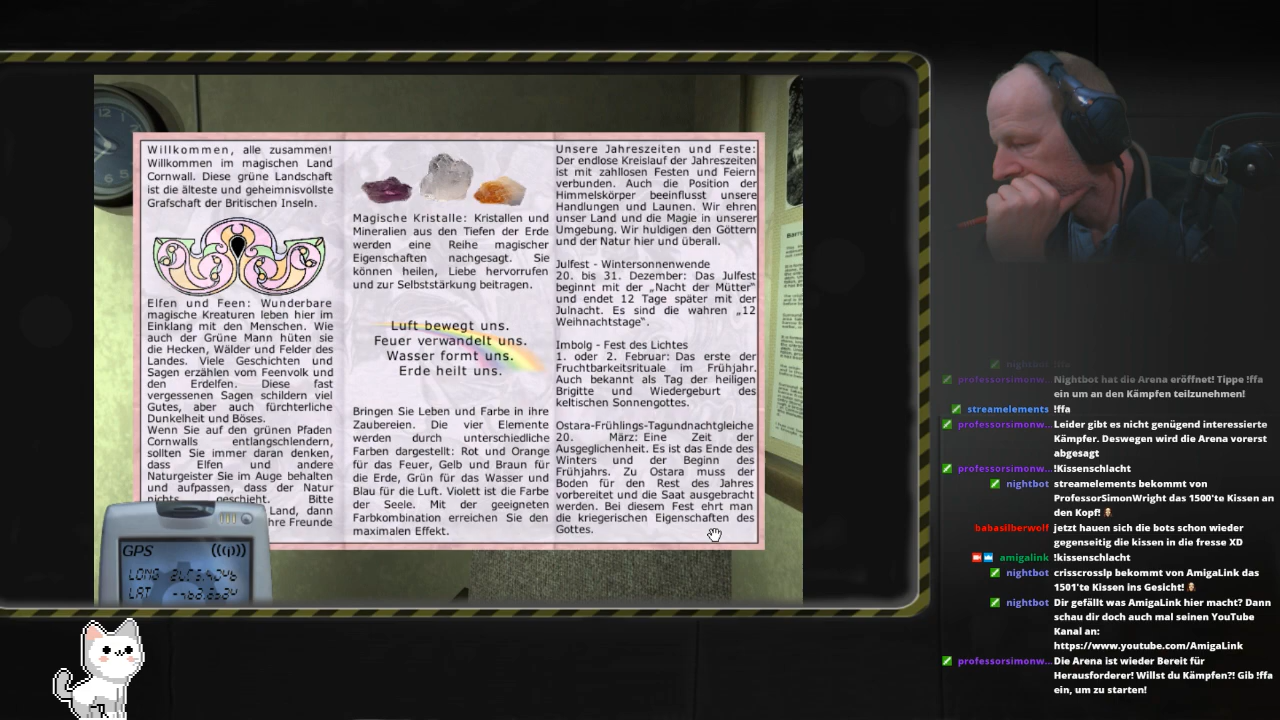 Willkommen, alle zusammen!
Willkommen im magischen Land
Cornwall. Diese grüne Landschaft
ist die älteste und geheimnisvollste
Grafschaft der Britischen Inseln.
Elfen und Feen: Wunderbare
magische Kreaturen leben hier im
Einklang mit den Menschen. Wie
auch der Grüne Mann hüten sie
die Hecken, Wälder und Felder des
Landes. Viele Geschichten und
Sagen erzählen vom Feenvolk und
den Erdelfen. Diese fast
vergessenen Sagen schildern viel
Gutes, aber auch fürchterliche
Dunkelheit und Böses.
Wenn Sie auf den grünen Pfaden
Cornwalls entlangschlendern,
sollten Sie immer daran denken,
dass Elfen und andere
Naturgeister Sie im Auge behalten
und aufpassen, dass der Natur
nichts geschieht. Bitte
Land, dann
hre Freunde
Magische Kristalle: Kristallen und
Mineralien aus den Tiefen der Erde
werden eine Reihe magischer
Eigenschaften nachgesagt. Sie
können heilen, Liebe hervorrufen
und zur Selbststärkung beitragen.
Luft bewegt uns.
Feuer verwandelt uns.
Wasser formt uns.
Erde heilt uns.
Bringen Sie Leben und Farbe in ihre
Zaubereien. Die vier Elemente
werden durch unterschiedliche
Farben dargestellt: Rot und Orange
für das Feuer, Gelb und Braun für
die Erde, Grün für das Wasser und
Blau für die Luft. Violett ist die Farbe
der Seele. Mit der geeigneten
Farbkombination erreichen Sie den
maximalen Effekt.
Unsere Jahreszeiten und Feste:
Der endlose Kreislauf der Jahreszeiten
ist mit zahllosen Festen und Feiern
verbunden. Auch die Position der
Himmelskörper beeinflusst unsere
Handlungen und Launen. Wir ehren
unser Land und die Magie in unserer
Umgebung. Wir huldigen den Göttern
und der Natur hier und überall.
Julfest - Wintersonnenwende
20. bis 31. Dezember: Das Julfest
beginnt mit der „Nacht der Mütter"
und endet 12 Tage später mit der
Julnacht. Es sind die wahren „12
Weihnachtstage".
Imbolg - Fest des Lichtes
1. oder 2. Februar: Das erste der
Fruchtbarkeitsrituale im Frühjahr.
Auch bekannt als Tag der heiligen
Brigitte und Wiedergeburt des
keltischen Sonnengottes.
Ostara-Frühlings-Tagundnachtgleiche
20. März: Eine Zeit der
Ausgeglichenheit. Es ist das Ende des
Winters und der Beginn des
Frühjahrs. Zu Ostara muss der
Boden für den Rest des Jahres
vorbereitet und die Saat ausgebracht
werden. Bei diesem Fest ehrt man
die kriegerischen Eigenschaften des
Gottes.
GPS (((p)))
LONG
LAT
nightbot !ffa
professorsimonw... Nightbot hat die Arena eröffnet! Tippe !ffa
ein um an den Kämpfen teilzunehmen!
streamelements !ffa
professorsimonw... Leider gibt es nicht genügend interessierte
Kämpfer. Deswegen wird die Arena vorerst
abgesagt
professorsimonw... !Kissenschlacht
nightbot streamelements bekommt von
ProfessorSimonWright das 1500'te Kissen an
den Kopf!
babasilberwolf jetzt hauen sich die bots schon wieder
gegenseitig die kissen in die fresse XD
amigalink !kissenschlacht
nightbot crisscrosslp bekommt von AmigaLink das
1501'te Kissen ins Gesicht!
nightbot Dir gefällt was AmigaLink hier macht? Dann
schau dir doch auch mal seinen YouTube
Kanal an:
https://www.youtube.com/AmigaLink
professorsimonw... Die Arena ist wieder Bereit für
Herausforderer! Willst du Kämpfen?! Gib !ffa
ein, um zu starten!